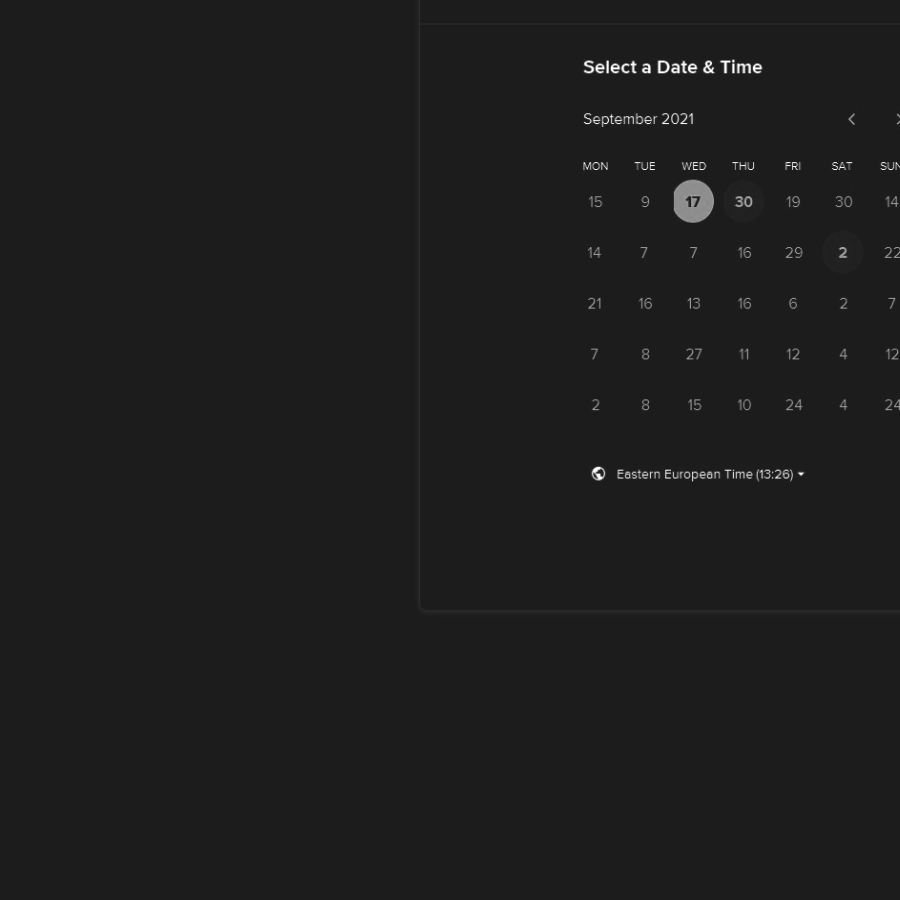 Select a Date & Time
September 2021
MON TUE WED THU FRI SAT SUN
15 9 17 30 19 30 14
14 7 7 16 29 2 22
21 16 13 16 6 2 7
7 8 27 11 12 4 12
2 8 15 10 24 4 24
Eastern European Time (13:26)